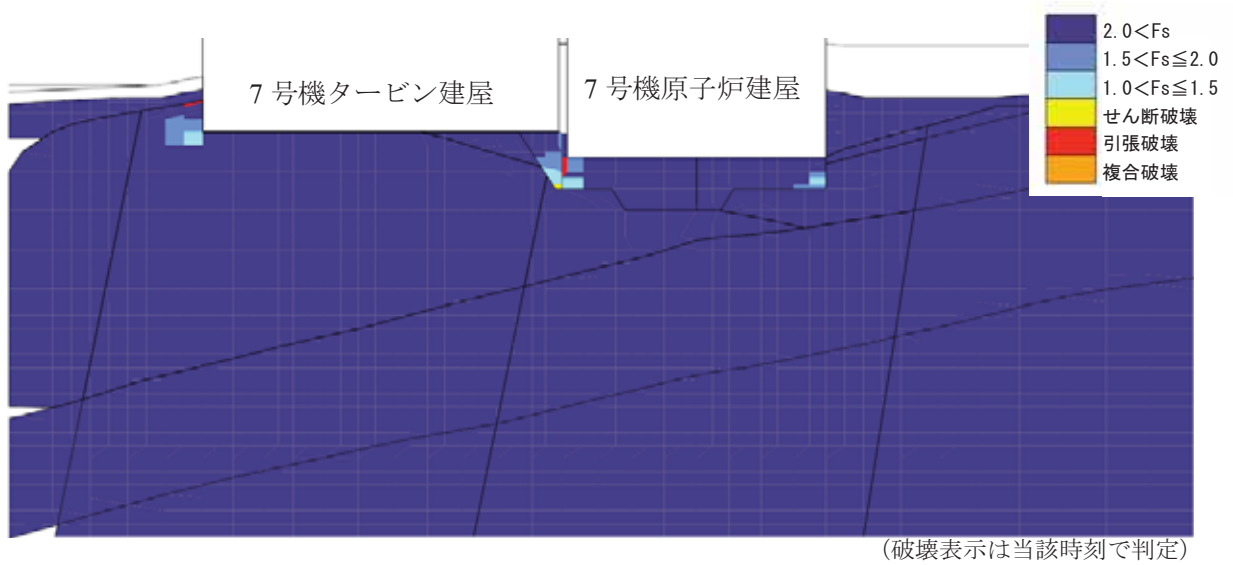 2.0<Fs
1.5<Fs≦2.0
1.0<Fs≦1.5
せん断破壊
引張破壊
複合破壊
7号機タービン建屋
7号機原子炉建屋
(破壊表示は当該時刻で判定)